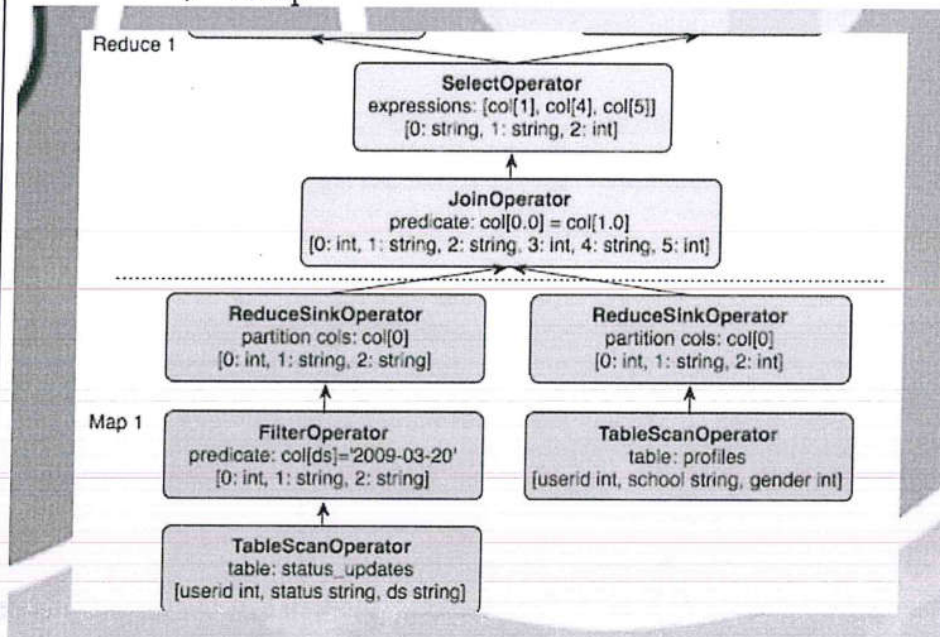 Reduce 1
SelectOperator
expressions: [col[1], col[4], col[5]]
[0: string, 1: string, 2: int]
JoinOperator
predicate: col[0.0] = col[1.0]
[0: int, 1: string, 2: string, 3: int, 4: string, 5: int]
ReduceSinkOperator
partition cols: col[0]
[0: int, 1: string, 2: string]
ReduceSinkOperator
partition cols: col[0]
[0: int, 1: string, 2: int]
Map 1
FilterOperator
predicate: col[ds]='2009-03-20'
[0: int, 1: string, 2: string]
TableScanOperator
table: profiles
[userid int, school string, gender int]
TableScanOperator
table: status_updates
[userid int, status string, ds string]